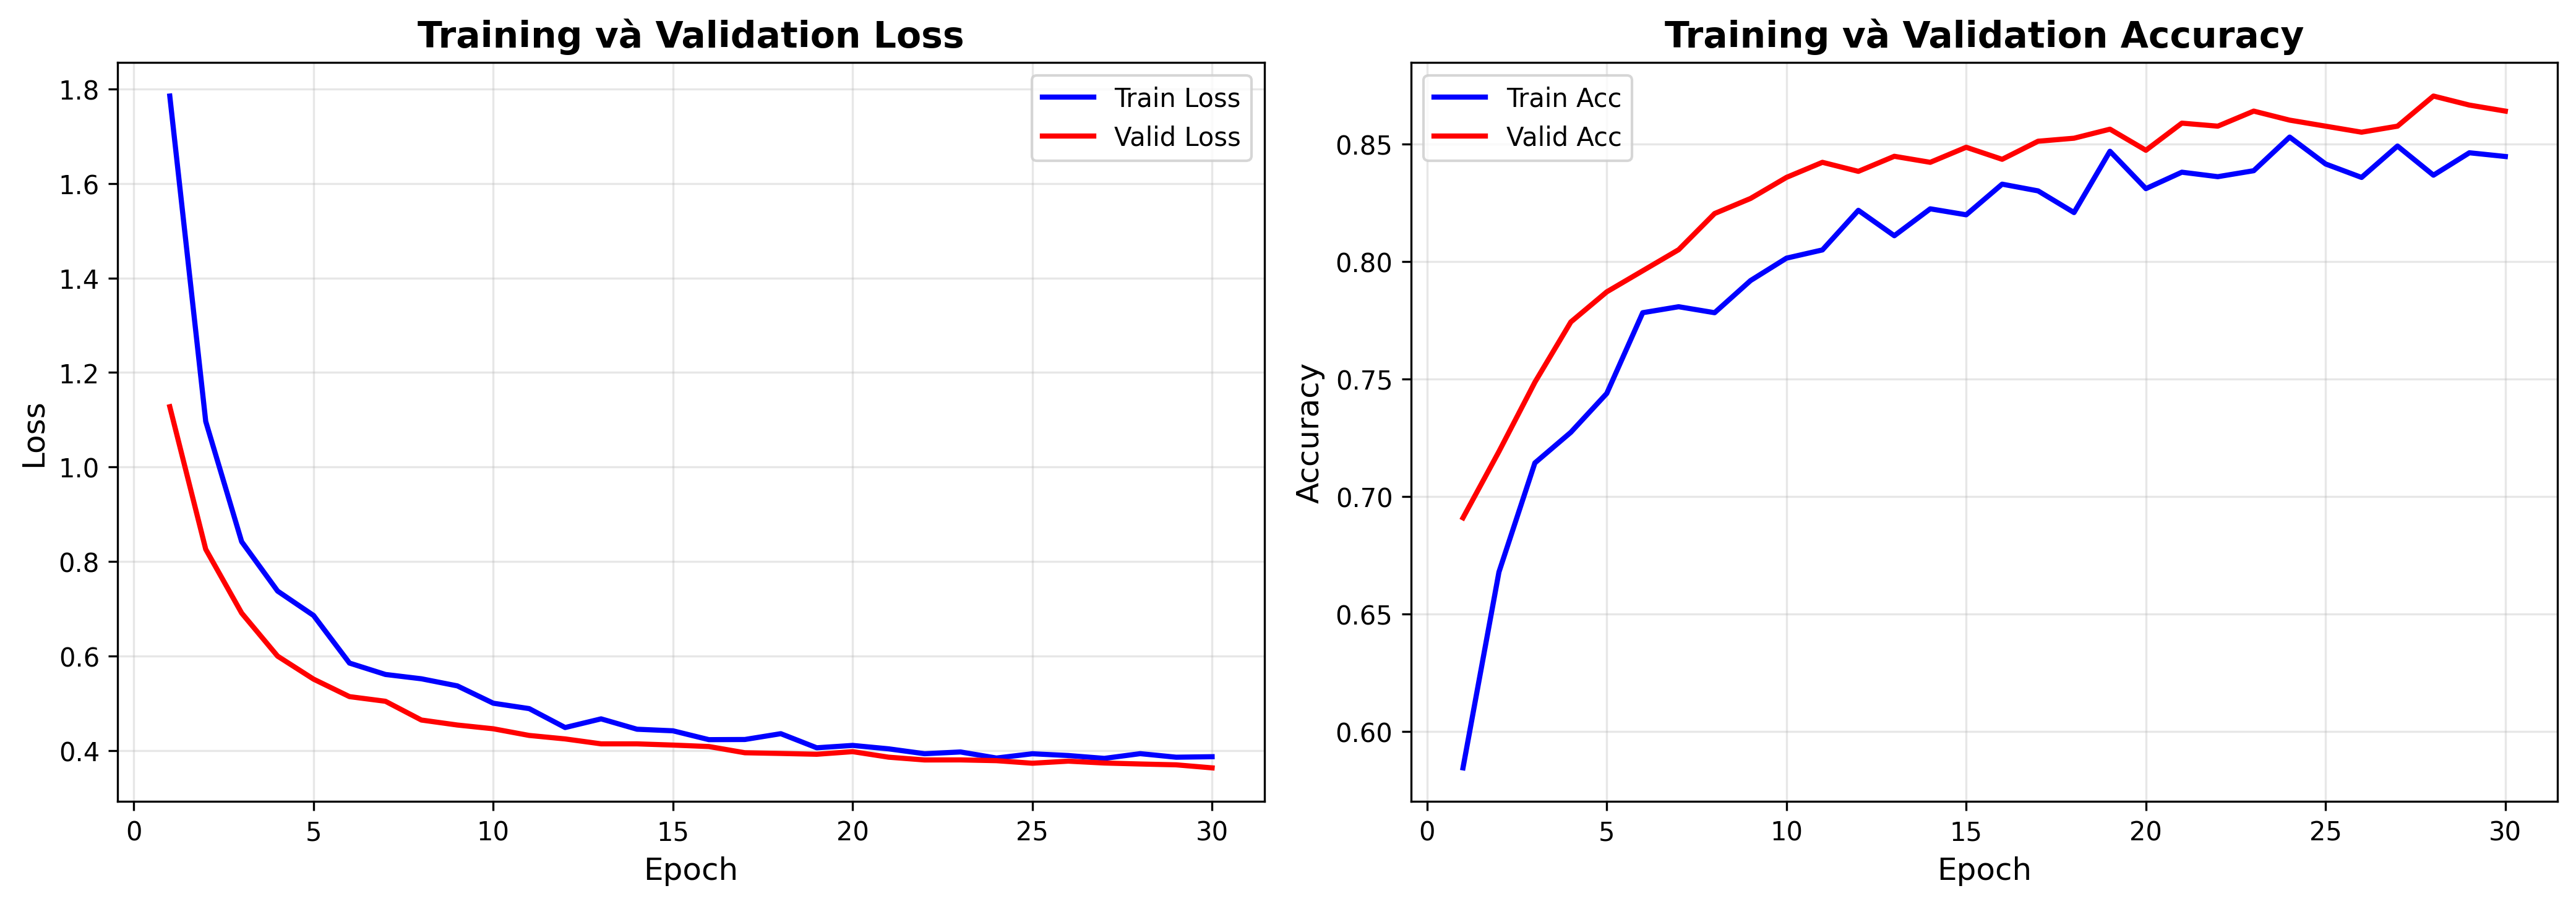 Training và Validation Loss
Train Loss
Valid Loss
1.8
1.6
1.4
1.2
1.0
0.8
0.6
0.4
Loss
0 5 10 15 20 25 30
Epoch
Training và Validation Accuracy
Train Acc
Valid Acc
0.85
0.80
0.75
0.70
0.65
0.60
Accuracy
0 5 10 15 20 25 30
Epoch